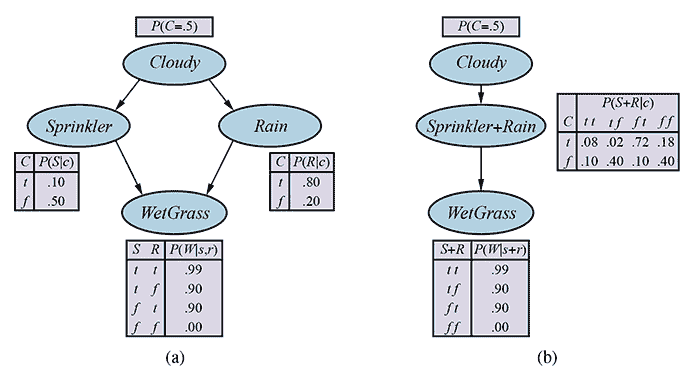 P(C=.5)
Cloudy
Sprinkler
Rain
C P(S|c)
t .10
f .50
C P(R|c)
t .80
f .20
WetGrass
S R P(W|s,r)
t t .99
t f .90
f t .90
f f .00
(a)
P(C=.5)
Cloudy
Sprinkler+Rain
P(S+R|c)
C t t t f f t f f
t .08 .02 .72 .18
f .10 .40 .10 .40
WetGrass
S+R P(W|s+r)
t t .99
t f .90
f t .90
f f .00
(b)